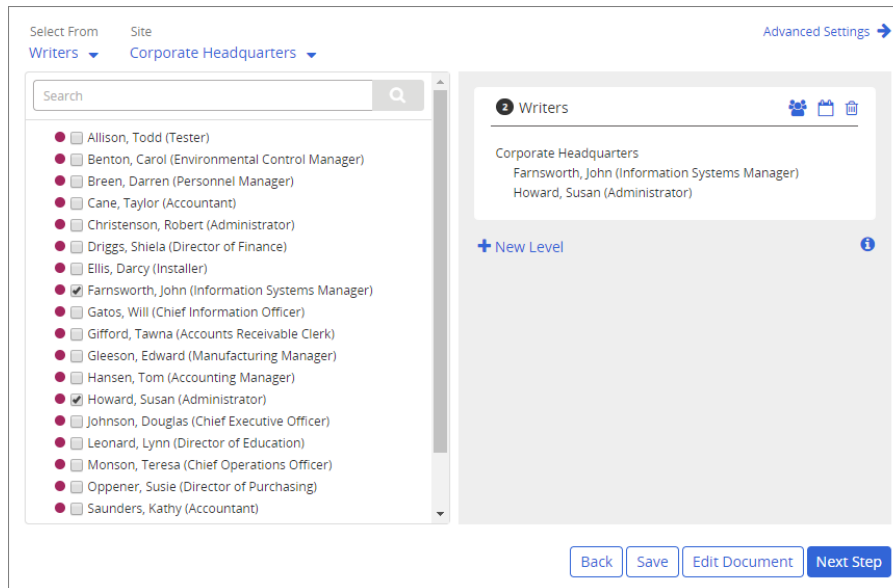 Select From Site Advanced Settings
Writers Corporate Headquarters
Search
Allison, Todd (Tester)
Benton, Carol (Environmental Control Manager)
Breen, Darren (Personnel Manager)
Cane, Taylor (Accountant)
Christenson, Robert (Administrator)
Driggs, Shiela (Director of Finance)
Ellis, Darcy (Installer)
Farnsworth, John (Information Systems Manager)
Gatos, Will (Chief Information Officer)
Gifford, Tawna (Accounts Receivable Clerk)
Gleeson, Edward (Manufacturing Manager)
Hansen, Tom (Accounting Manager)
Howard, Susan (Administrator)
Johnson, Douglas (Chief Executive Officer)
Leonard, Lynn (Director of Education)
Monson, Teresa (Chief Operations Officer)
Oppener, Susie (Director of Purchasing)
Saunders, Kathy (Accountant)
2 Writers
Corporate Headquarters
Farnsworth, John (Information Systems Manager)
Howard, Susan (Administrator)
New Level
Back Save Edit Document Next Step